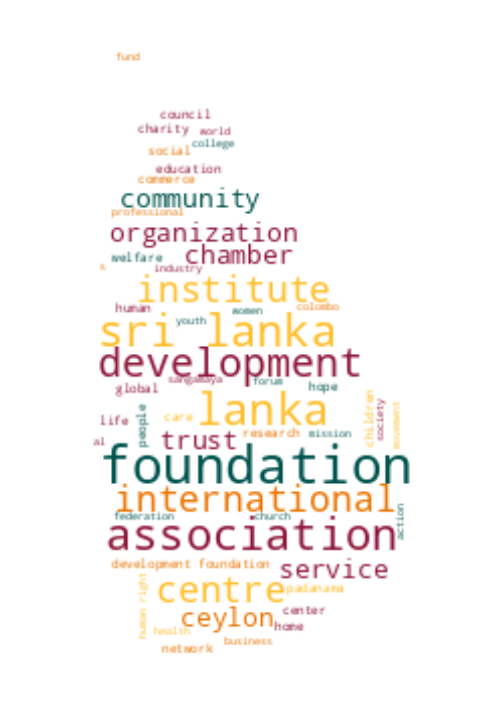 fund
council
charity world
college
social
education
commerce
community
professional
organization
chamber
welfare
s industry
institute
human women colombo
youth
sri lanka
development
sangamaya forum
global hope
children
lanka
care
society
movement
people
life
trust research mission
al
foundation
international
federation church
action
association
development foundation
service
human right
centre padanama
center
ceylon
home
health
business
network